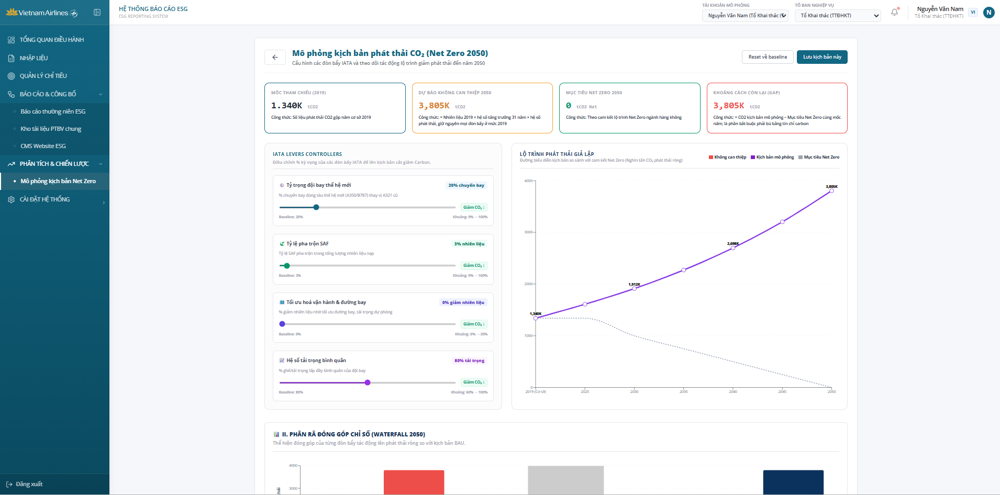 Vietnam Airlines
HỆ THỐNG BÁO CÁO ESG
ESG REPORTING SYSTEM
TÀI KHOẢN MÔ PHỎNG
Nguyễn Văn Nam (Tổ Khai thác (
TỔ BAN NGHIỆP VỤ
Tổ Khai thác (TTĐHKT)
Nguyễn Văn Nam
Tổ Khai thác (TTĐHKT)
VI
N
TỔNG QUAN ĐIỀU HÀNH
NHẬP LIỆU
QUẢN LÝ CHỈ TIÊU
BÁO CÁO & CÔNG BỐ
Báo cáo thường niên ESG
Kho tài liệu PTBV chung
CMS Website ESG
PHÂN TÍCH & CHIẾN LƯỢC
Mô phỏng kịch bản Net Zero
CÀI ĐẶT HỆ THỐNG
Đăng xuất
Mô phỏng kịch bản phát thải CO₂ (Net Zero 2050)
Cấu hình các đòn bẩy IATA và theo dõi tác động lộ trình giảm phát thải đến năm 2050
Reset về baseline
Lưu kịch bản này
MỐC THAM CHIẾU (2019)
1.340K tCO2
Công thức: Số liệu phát thải CO2 gộp năm cơ sở 2019
DỰ BÁO KHÔNG CAN THIỆP 2050
3,805K tCO2
Công thức: = Nhiên liệu 2019 × hệ số tăng trưởng 31 năm × hệ số
phát thải, giữ nguyên mọi đòn bẩy ở mức 2019
MỤC TIÊU NET ZERO 2050
0 tCO2 Net
Công thức: Theo cam kết lộ trình Net Zero ngành hàng không
KHOẢNG CÁCH CÒN LẠI (GAP)
3,805K tCO2
Công thức: = CO2 kịch bản mô phỏng − Mục tiêu Net Zero cùng mốc
năm; là phần bắt buộc phải bù bằng tín chỉ carbon
IATA LEVERS CONTROLLERS
Điều chỉnh % kỳ vọng của các đòn bẩy IATA để lên kịch bản cắt giảm Carbon.
Tỷ trọng đội bay thế hệ mới
20% chuyến bay
% chuyến bay dùng tàu thế hệ mới (A350/B787) thay vì A321 cũ
Giảm CO₂ ↓
Baseline: 20%
Khoảng: 0% → 100%
Tỷ lệ pha trộn SAF
3% nhiên liệu
Tỷ lệ SAF pha trộn trong tổng lượng nhiên liệu nạp
Giảm CO₂ ↓
Baseline: 3%
Khoảng: 0% → 100%
Tối ưu hoá vận hành & đường bay
0% giảm nhiên liệu
% giảm nhiên liệu nhờ tối ưu đường bay, tải trọng dự phòng
Giảm CO₂ ↓
Baseline: 0%
Khoảng: 0% → 30%
Hệ số tải trọng bình quân
80% tải trọng
% ghế/tải trọng lấp đầy bình quân của đội bay
Giảm CO₂ ↓
Baseline: 80%
Khoảng: 60% → 100%
LỘ TRÌNH PHÁT THẢI GIẢ LẬP
Đường biểu diễn kịch bản so sánh với cam kết Net Zero (Nghìn tấn CO₂ phát thải ròng)
Không can thiệp
Kịch bản mô phỏng
Mục tiêu Net Zero
4000
3000
2000
1000
0
1,340K
1,912K
2,698K
3,805K
2019 (Cơ sở)
2025
2030
2035
2040
2045
2050
II. PHÂN RÃ ĐÓNG GÓP CHỈ SỐ (WATERFALL 2050)
Thể hiện đóng góp của từng đòn bẩy tác động lên phát thải ròng so với kịch bản BAU.
4000
3000